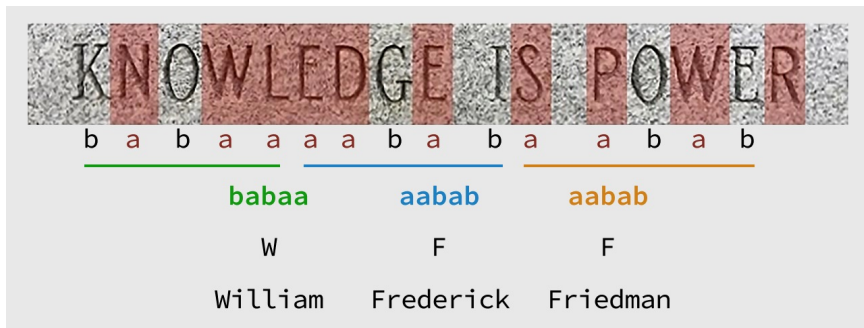 KNOWLEDGE IS POWER
b a b a a a a b a b a a b a b
babaa aabab aabab
W F F
William Frederick Friedman